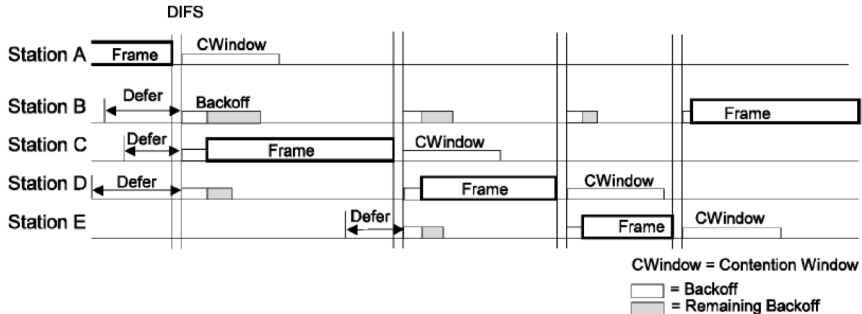 DIFS
Station A Frame CWindow
Station B Defer Backoff Frame
Station C Defer Frame CWindow
Station D Defer Frame CWindow
Station E Defer Frame CWindow
CWindow = Contention Window
= Backoff
= Remaining Backoff